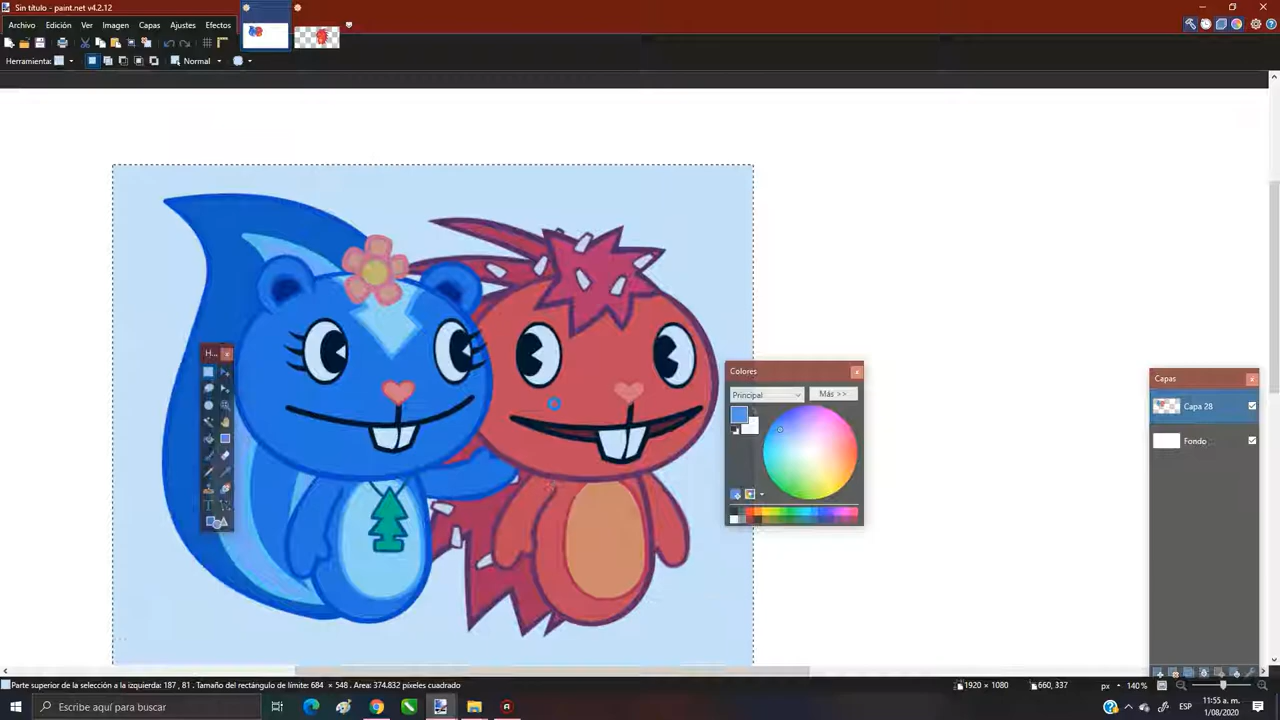 Sin título - paint.net v4.2.12
Archivo Edición Ver Imagen Capas Ajustes Efectos
Herramienta: Normal
H...
Colores
Principal Más >>
Capas
Capa 28
Fondo
Parte superior de la selección a la izquierda: 187 , 81. Tamaño del rectángulo de límite: 684 × 548. Área: 374.832 píxeles cuadrado
1920 × 1080 660, 337 px 140%
Escribe aquí para buscar
ESP
11:55 a. m.
1/08/2020